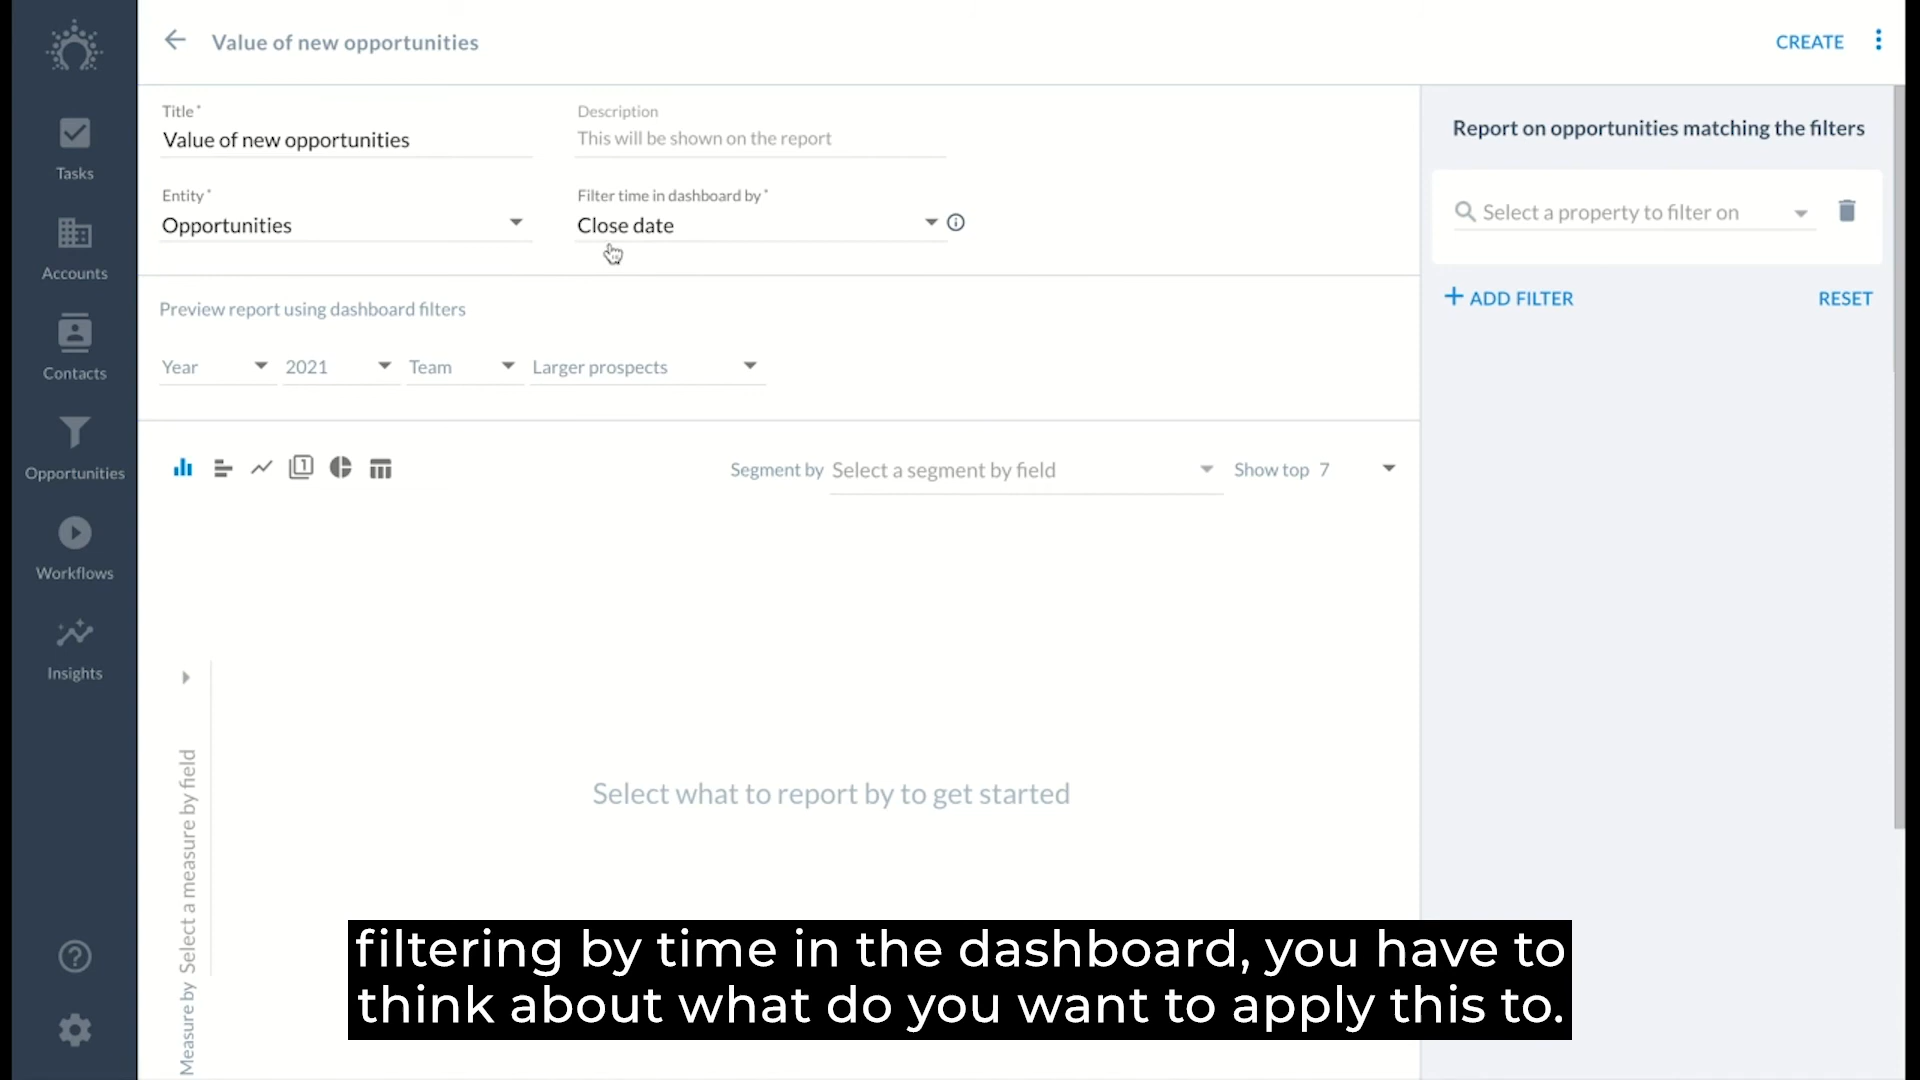 Value of new opportunities
CREATE
Tasks
Accounts
Contacts
Opportunities
Workflows
Insights
Title*
Value of new opportunities
Description
This will be shown on the report
Entity*
Opportunities
Filter time in dashboard by*
Close date
Preview report using dashboard filters
Year
2021
Team
Larger prospects
1
Segment by Select a segment by field
Show top 7
Measure by Select a measure by field
Select what to report by to get started
Report on opportunities matching the filters
Select a property to filter on
+ ADD FILTER
RESET
filtering by time in the dashboard, you have to
think about what do you want to apply this to.